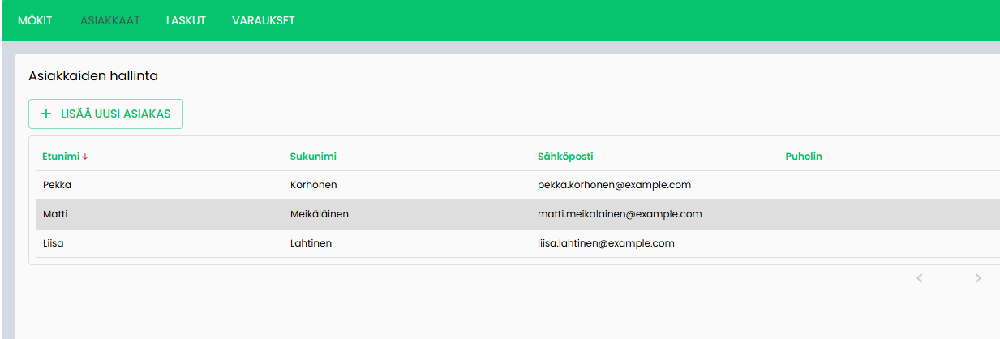 MÖKIT ASIAKKAAT LASKUT VARAUKSET
Asiakkaiden hallinta
+ LISÄÄ UUSI ASIAKAS
Etunimi↓ Sukunimi Sähköposti Puhelin
Pekka Korhonen pekka.korhonen@example.com
Matti Meikäläinen matti.meikalainen@example.com
Liisa Lahtinen liisa.lahtinen@example.com